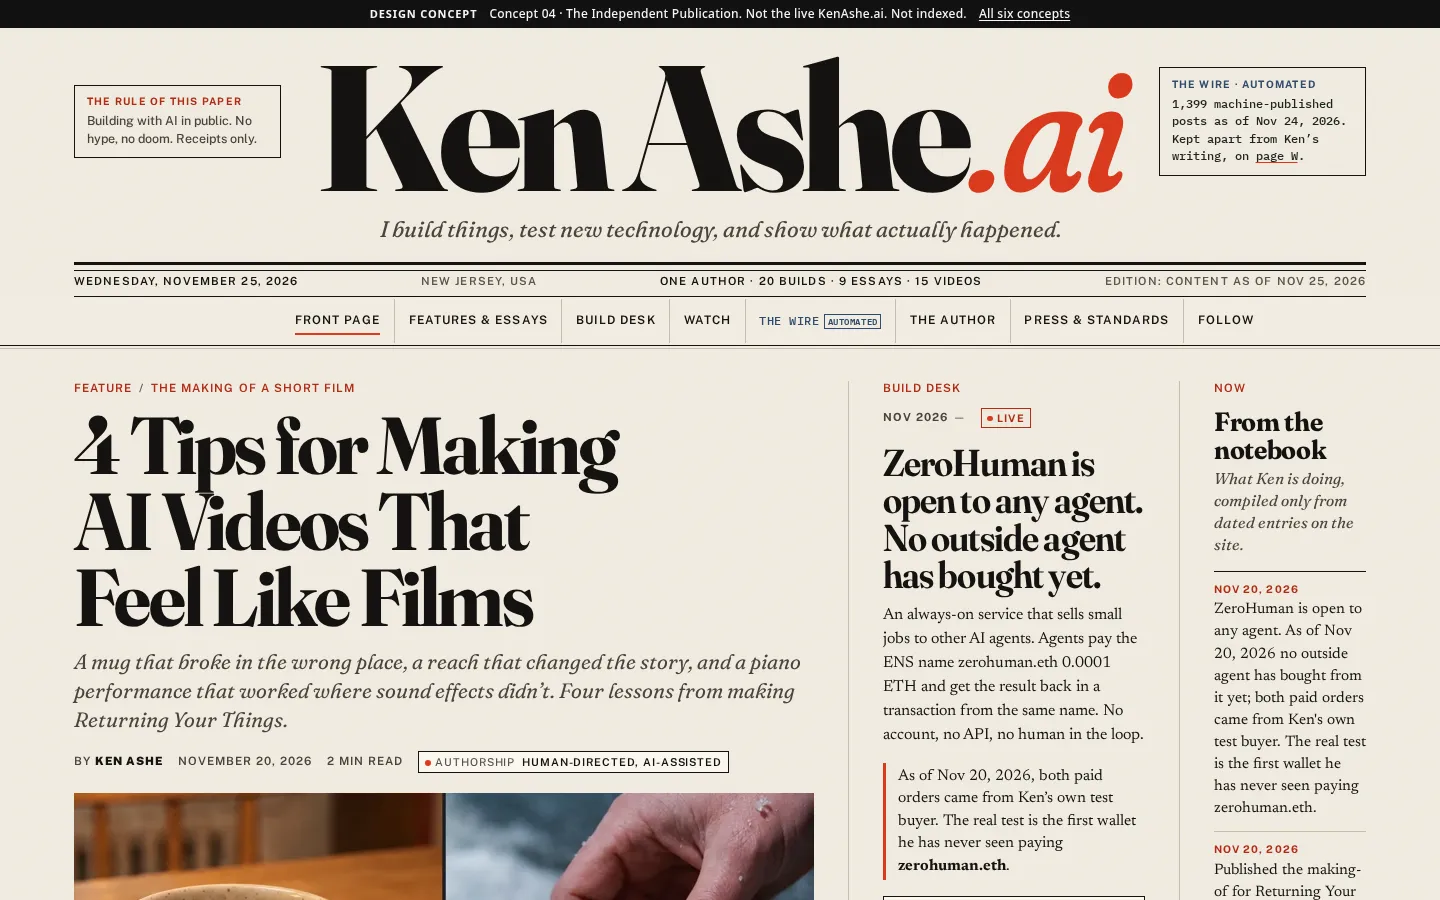 DESIGN CONCEPT Concept 04 · The Independent Publication. Not the live KenAshe.ai. Not indexed. All six concepts
THE RULE OF THIS PAPER
Building with AI in public. No
hype, no doom. Receipts only.
Ken Ashe.ai
THE WIRE · AUTOMATED
1,399 machine-published
posts as of Nov 24, 2026.
Kept apart from Ken’s
writing, on page W.
I build things, test new technology, and show what actually happened.
WEDNESDAY, NOVEMBER 25, 2026 NEW JERSEY, USA ONE AUTHOR · 20 BUILDS · 9 ESSAYS · 15 VIDEOS EDITION: CONTENT AS OF NOV 25, 2026
FRONT PAGE FEATURES & ESSAYS BUILD DESK WATCH THE WIRE AUTOMATED THE AUTHOR PRESS & STANDARDS FOLLOW
FEATURE / THE MAKING OF A SHORT FILM
4 Tips for Making
AI Videos That
Feel Like Films
A mug that broke in the wrong place, a reach that changed the story, and a piano
performance that worked where sound effects didn’t. Four lessons from making
Returning Your Things.
BY KEN ASHE NOVEMBER 20, 2026 2 MIN READ AUTHORSHIP HUMAN-DIRECTED, AI-ASSISTED
BUILD DESK
NOV 2026 — LIVE
ZeroHuman is
open to any agent.
No outside agent
has bought yet.
An always-on service that sells small
jobs to other AI agents. Agents pay the
ENS name zerohuman.eth 0.0001
ETH and get the result back in a
transaction from the same name. No
account, no API, no human in the loop.
As of Nov 20, 2026, both paid
orders came from Ken’s own test
buyer. The real test is the first wallet
he has never seen paying
zerohuman.eth.
NOW
From the
notebook
What Ken is doing,
compiled only from
dated entries on the
site.
NOV 20, 2026
ZeroHuman is open to
any agent. As of Nov
20, 2026 no outside
agent has bought from
it yet; both paid orders
came from Ken's own
test buyer. The real test
is the first wallet he
has never seen paying
zerohuman.eth.
NOV 20, 2026
Published the making-
of for Returning Your